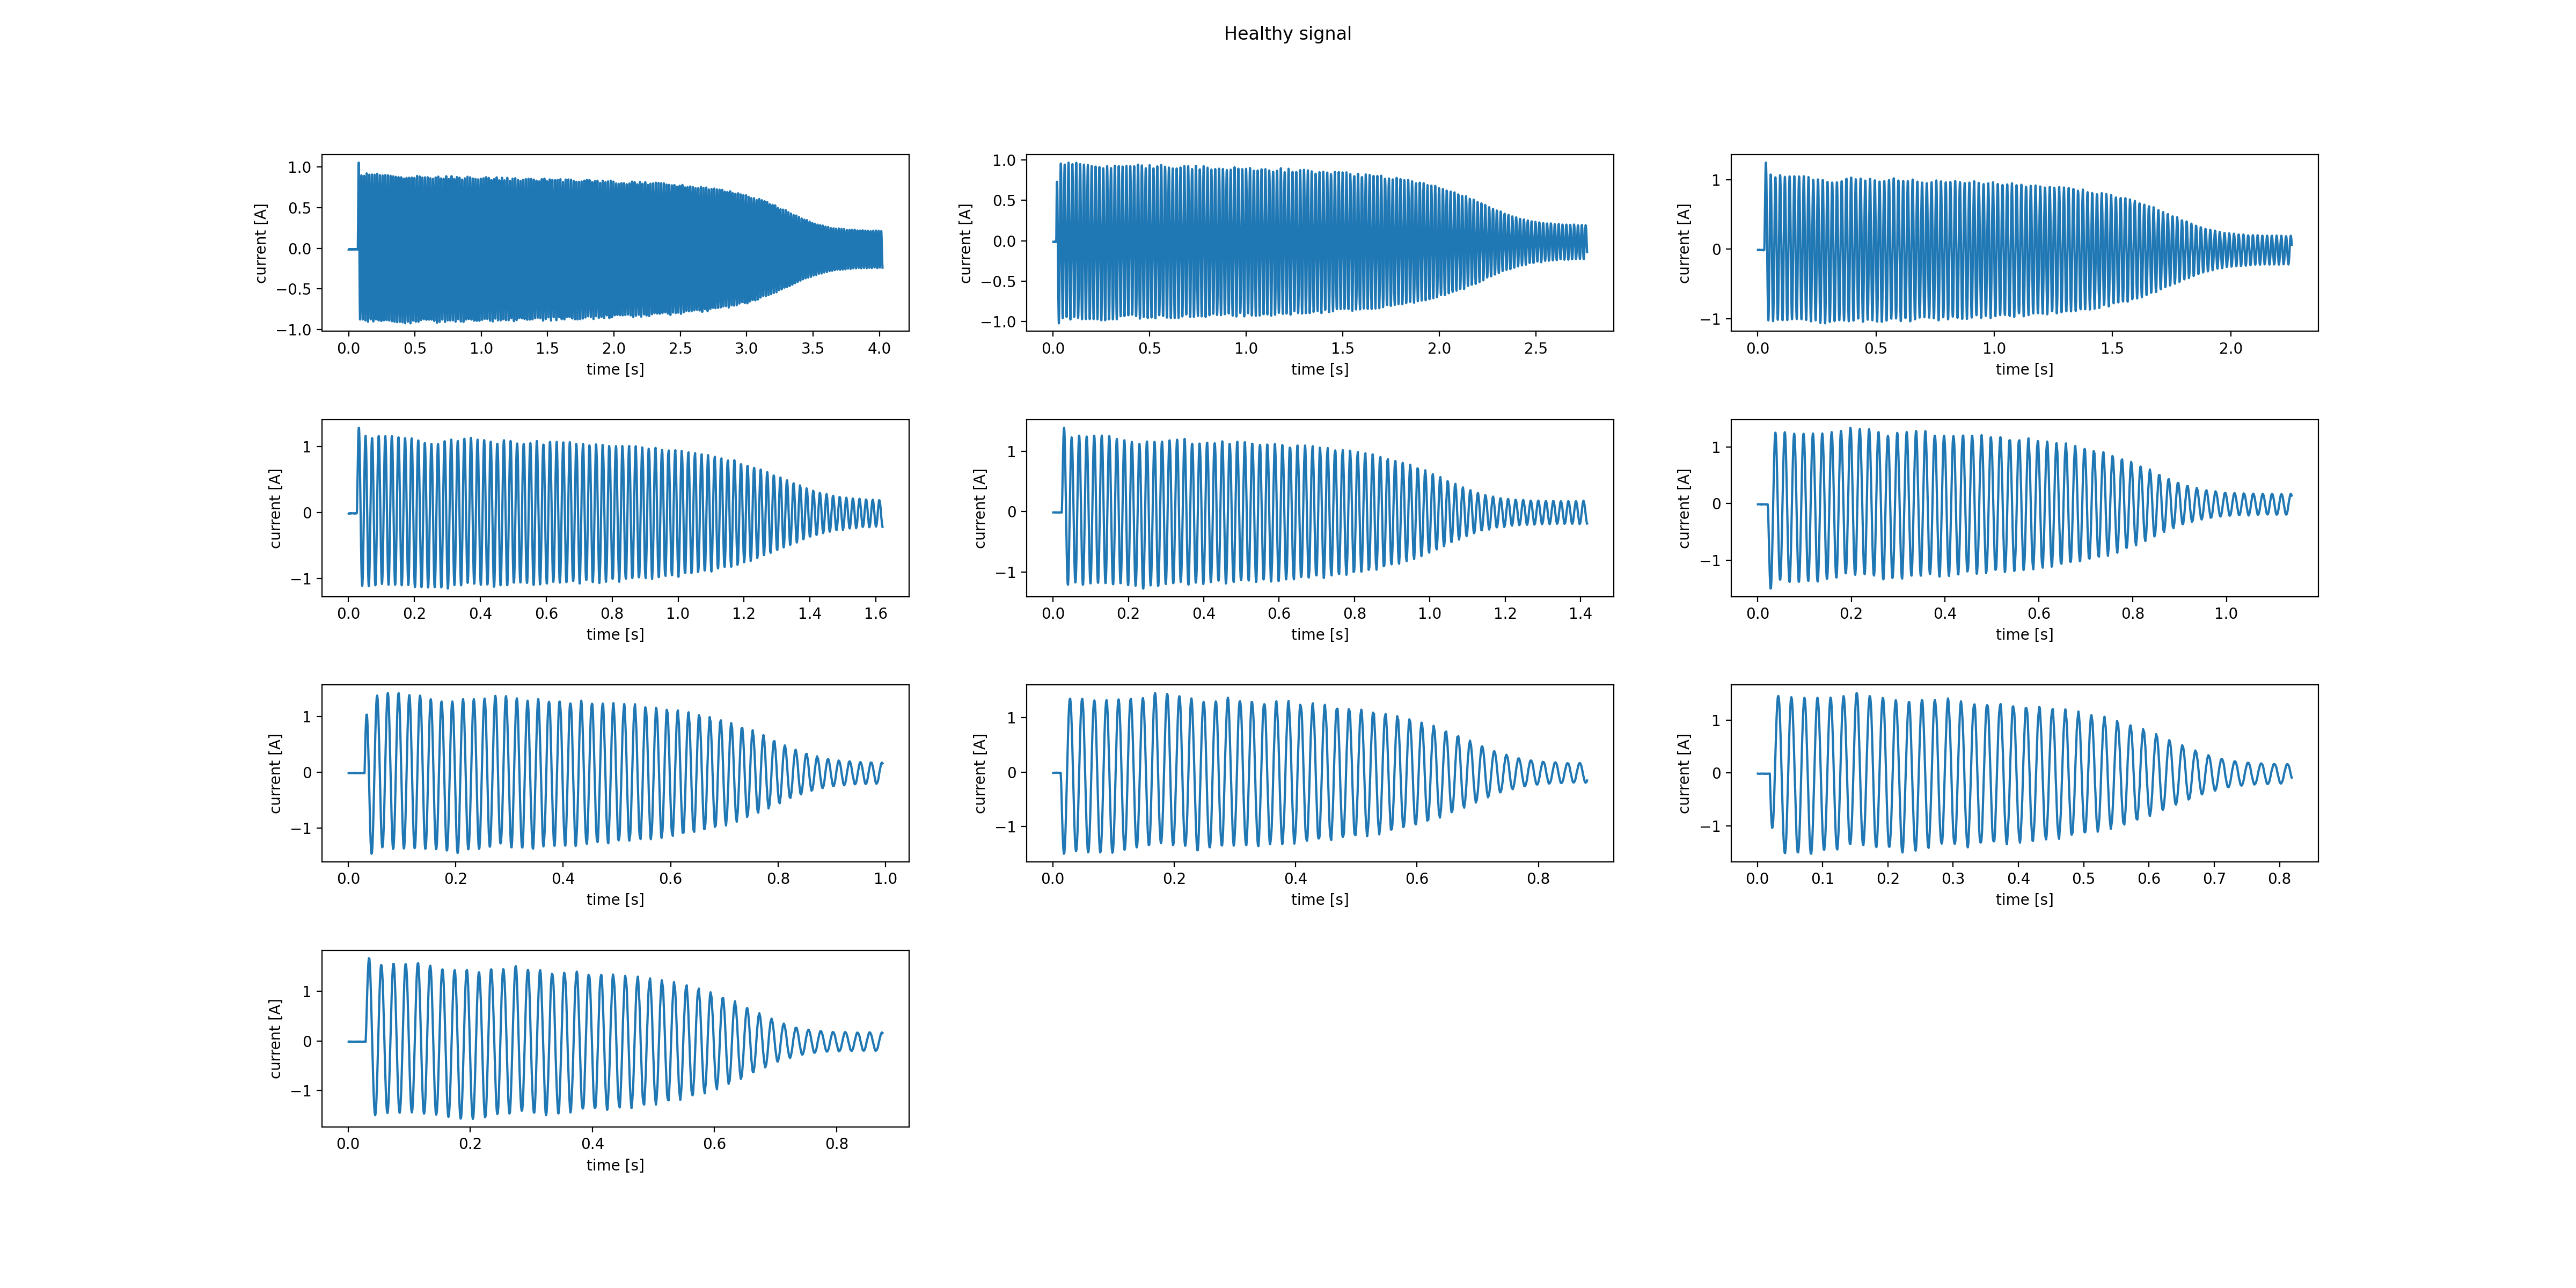 Healthy signal
current [A]
1.0
0.5
0.0
−0.5
−1.0
0.0 0.5 1.0 1.5 2.0 2.5 3.0 3.5 4.0
time [s]
current [A]
1.0
0.5
0.0
−0.5
−1.0
0.0 0.5 1.0 1.5 2.0 2.5
time [s]
current [A]
1
0
−1
0.0 0.5 1.0 1.5 2.0
time [s]
current [A]
1
0
−1
0.0 0.2 0.4 0.6 0.8 1.0 1.2 1.4 1.6
time [s]
current [A]
1
0
−1
0.0 0.2 0.4 0.6 0.8 1.0 1.2 1.4
time [s]
current [A]
1
0
−1
0.0 0.2 0.4 0.6 0.8 1.0
time [s]
current [A]
1
0
−1
0.0 0.2 0.4 0.6 0.8 1.0
time [s]
current [A]
1
0
−1
0.0 0.2 0.4 0.6 0.8
time [s]
current [A]
1
0
−1
0.0 0.1 0.2 0.3 0.4 0.5 0.6 0.7 0.8
time [s]
current [A]
1
0
−1
0.0 0.2 0.4 0.6 0.8
time [s]